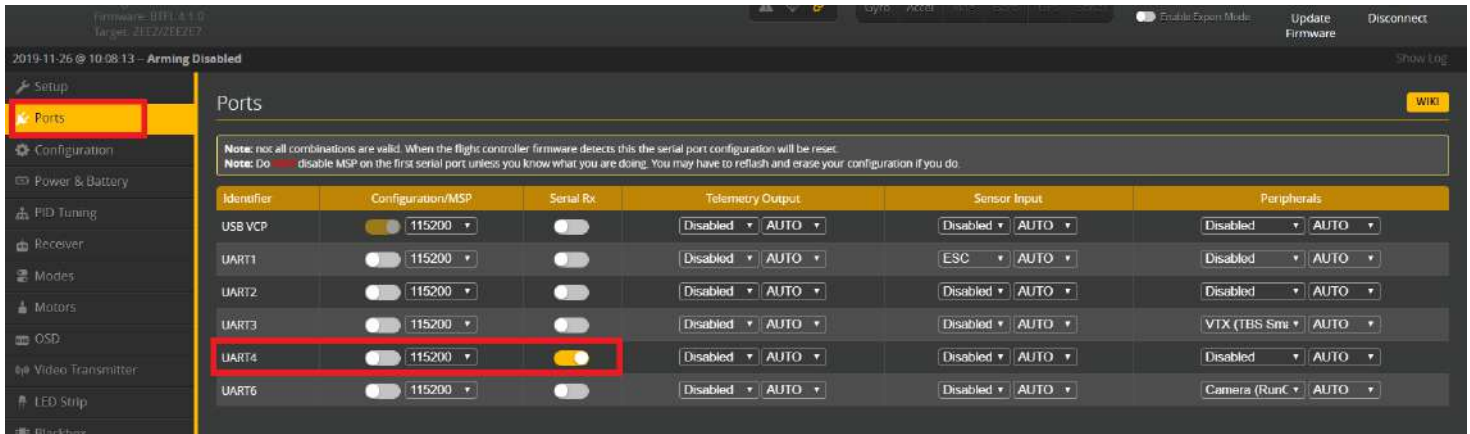 Firmware: BTFL 4.1.0
Target: ZEEZ/ZEEZE7
Gyro Accel
Enable Expert Mode
Update Firmware
Disconnect
2019-11-26 @ 10:08:13 -- Arming Disabled
Show Log
Setup
Ports
Configuration
Power & Battery
PID Tuning
Receiver
Modes
Motors
OSD
Video Transmitter
LED Strip
Blackbox
Ports
WIKI
Note: not all combinations are valid. When the flight controller firmware detects this the serial port configuration will be reset.
Note: Do disable MSP on the first serial port unless you know what you are doing. You may have to reflash and erase your configuration if you do.
Identifier Configuration/MSP Serial Rx Telemetry Output Sensor Input Peripherals
USB VCP 115200 Disabled AUTO Disabled AUTO Disabled AUTO
UART1 115200 Disabled AUTO ESC AUTO Disabled AUTO
UART2 115200 Disabled AUTO Disabled AUTO Disabled AUTO
UART3 115200 Disabled AUTO Disabled AUTO VTX (TBS Sma AUTO
UART4 115200 Disabled AUTO Disabled AUTO Disabled AUTO
UART6 115200 Disabled AUTO Disabled AUTO Camera (RunC AUTO